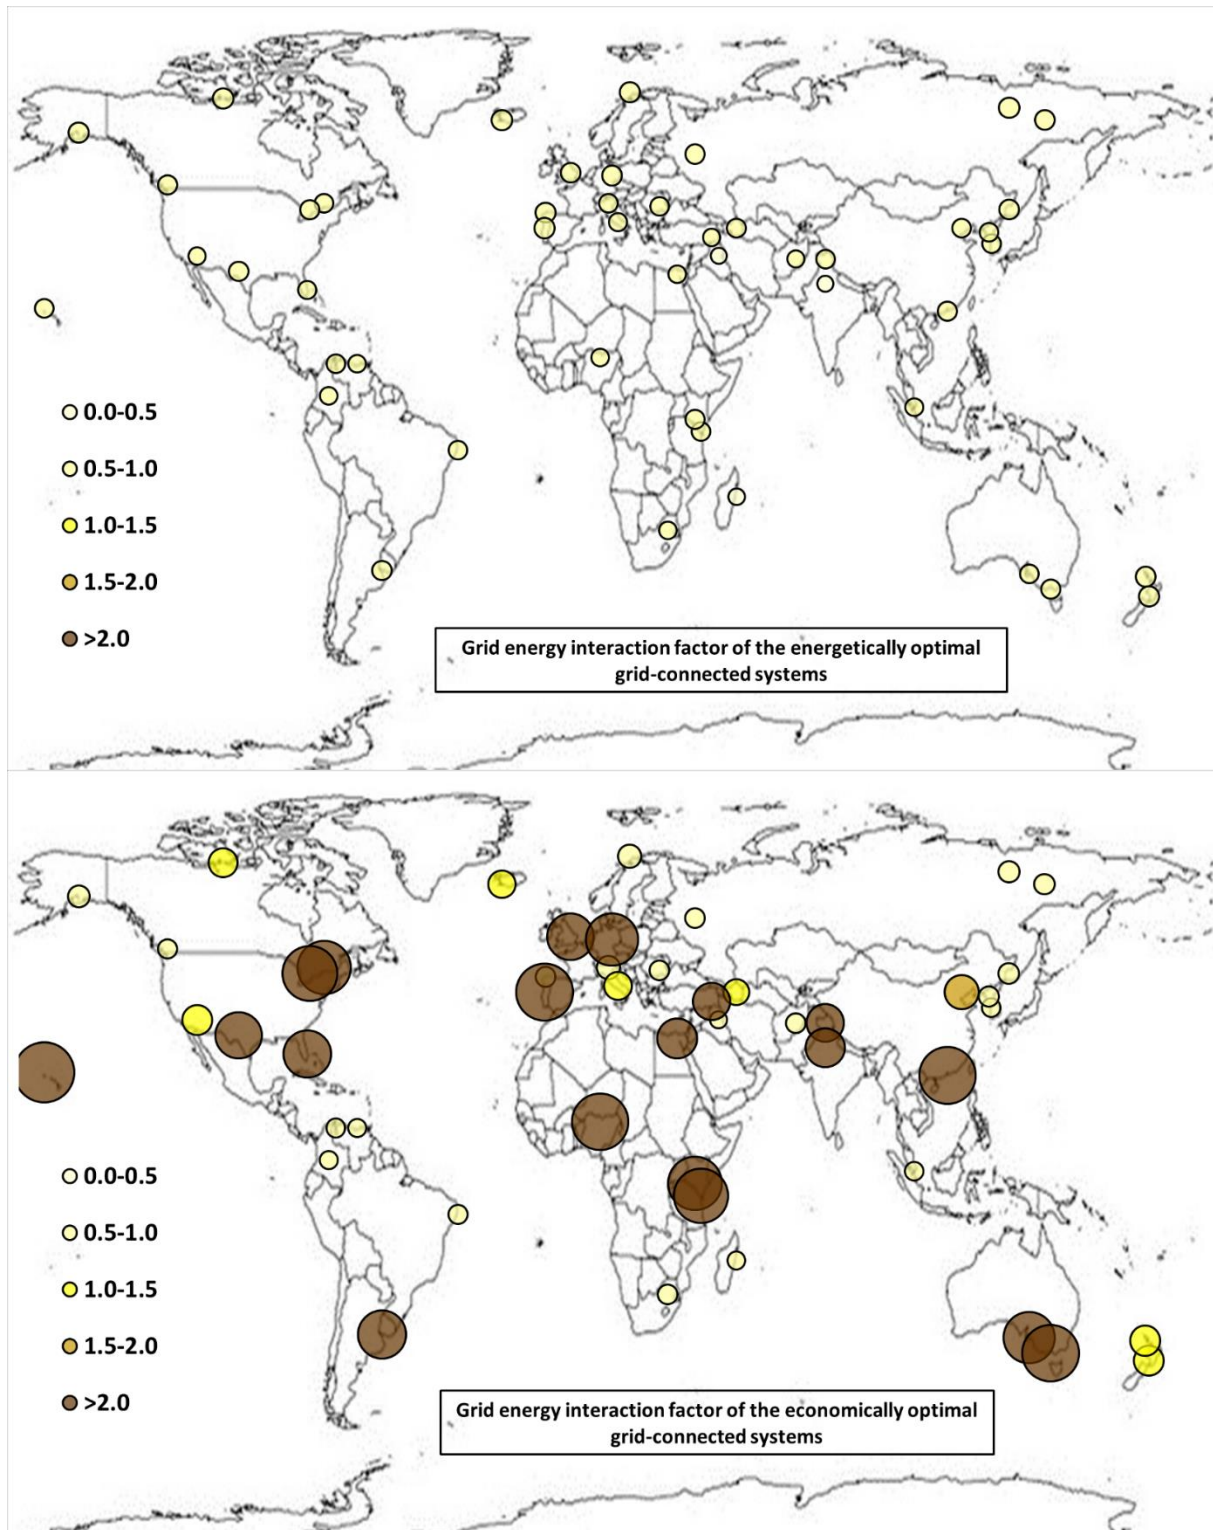 0.0-0.5
0.5-1.0
1.0-1.5
1.5-2.0
>2.0
Grid energy interaction factor of the energetically optimal
grid-connected systems
0.0-0.5
0.5-1.0
1.0-1.5
1.5-2.0
>2.0
Grid energy interaction factor of the economically optimal
grid-connected systems